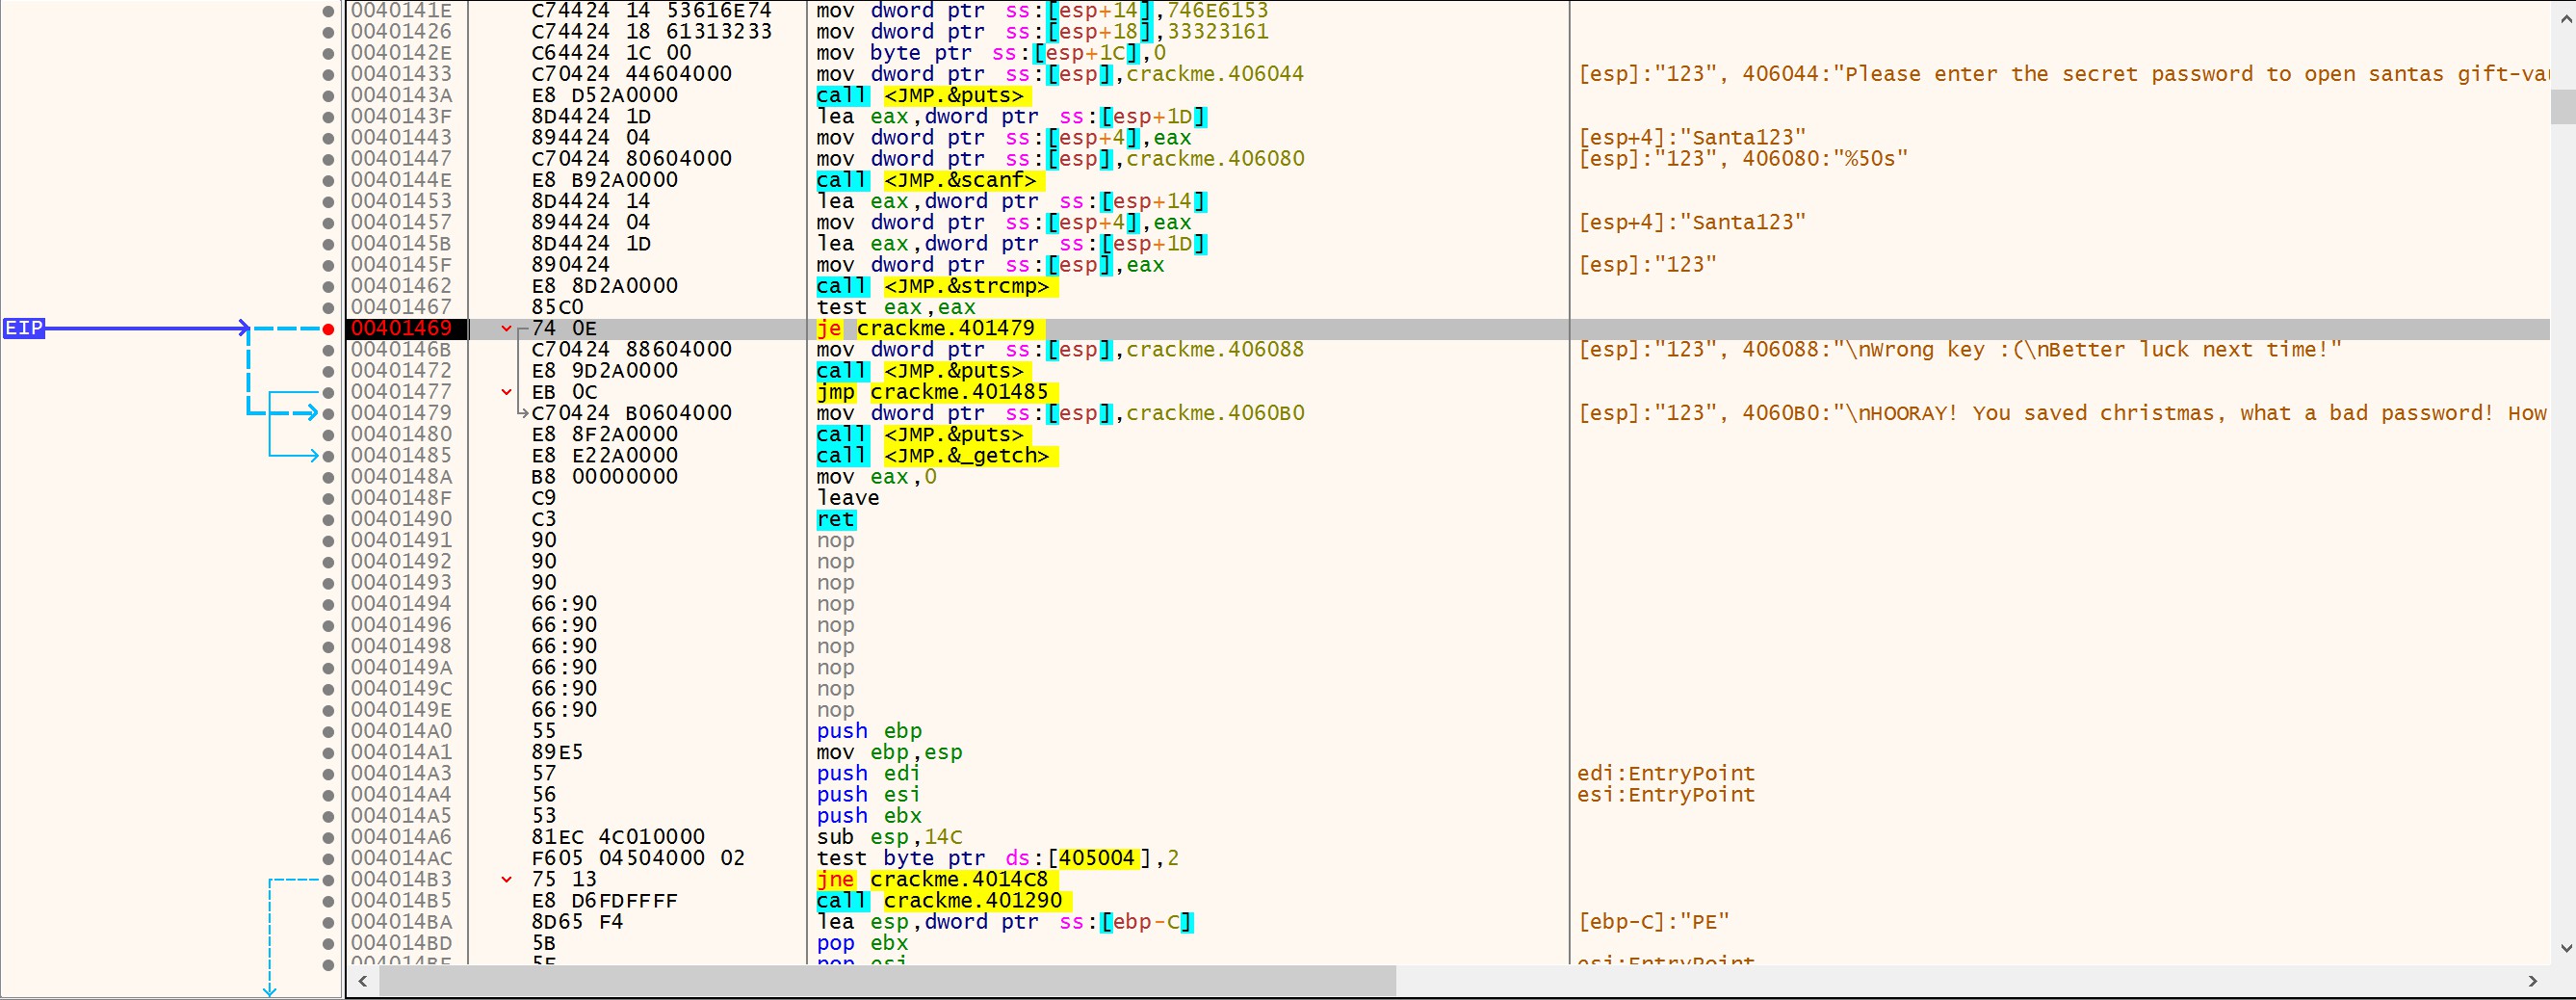 0040141E C74424 14 53616E74 mov dword ptr ss:[esp+14],746E6153
00401426 C74424 18 61313233 mov dword ptr ss:[esp+18],33323161
0040142E C64424 1C 00 mov byte ptr ss:[esp+1C],0
00401433 C70424 44604000 mov dword ptr ss:[esp],crackme.406044 [esp]:"123", 406044:"Please enter the secret password to open santas gift-vau
0040143A E8 D52A0000 call <JMP.&puts>
0040143F 8D4424 1D lea eax,dword ptr ss:[esp+1D]
00401443 894424 04 mov dword ptr ss:[esp+4],eax [esp+4]:"Santa123"
00401447 C70424 80604000 mov dword ptr ss:[esp],crackme.406080 [esp]:"123", 406080:"%50s"
0040144E E8 B92A0000 call <JMP.&scanf>
00401453 8D4424 14 lea eax,dword ptr ss:[esp+14]
00401457 894424 04 mov dword ptr ss:[esp+4],eax [esp+4]:"Santa123"
0040145B 8D4424 1D lea eax,dword ptr ss:[esp+1D]
0040145F 890424 mov dword ptr ss:[esp],eax [esp]:"123"
00401462 E8 8D2A0000 call <JMP.&strcmp>
00401467 85C0 test eax,eax
EIP 00401469 74 0E je crackme.401479
0040146B C70424 88604000 mov dword ptr ss:[esp],crackme.406088 [esp]:"123", 406088:"\nWrong key :(\nBetter luck next time!"
00401472 E8 9D2A0000 call <JMP.&puts>
00401477 EB 0C jmp crackme.401485
00401479 C70424 B0604000 mov dword ptr ss:[esp],crackme.4060B0 [esp]:"123", 4060B0:"\nHOORAY! You saved christmas, what a bad password! How
00401480 E8 8F2A0000 call <JMP.&puts>
00401485 E8 E22A0000 call <JMP.&_getch>
0040148A B8 00000000 mov eax,0
0040148F C9 leave
00401490 C3 ret
00401491 90 nop
00401492 90 nop
00401493 90 nop
00401494 66:90 nop
00401496 66:90 nop
00401498 66:90 nop
0040149A 66:90 nop
0040149C 66:90 nop
0040149E 66:90 nop
004014A0 55 push ebp
004014A1 89E5 mov ebp,esp
004014A3 57 push edi edi:EntryPoint
004014A4 56 push esi esi:EntryPoint
004014A5 53 push ebx
004014A6 81EC 4C010000 sub esp,14C
004014AC F605 04504000 02 test byte ptr ds:[405004],2
004014B3 75 13 jne crackme.4014C8
004014B5 E8 D6FDFFFF call crackme.401290
004014BA 8D65 F4 lea esp,dword ptr ss:[ebp-C] [ebp-C]:"PE"
004014BD 5B pop ebx
004014BE 5E pop esi esi:EntryPoint